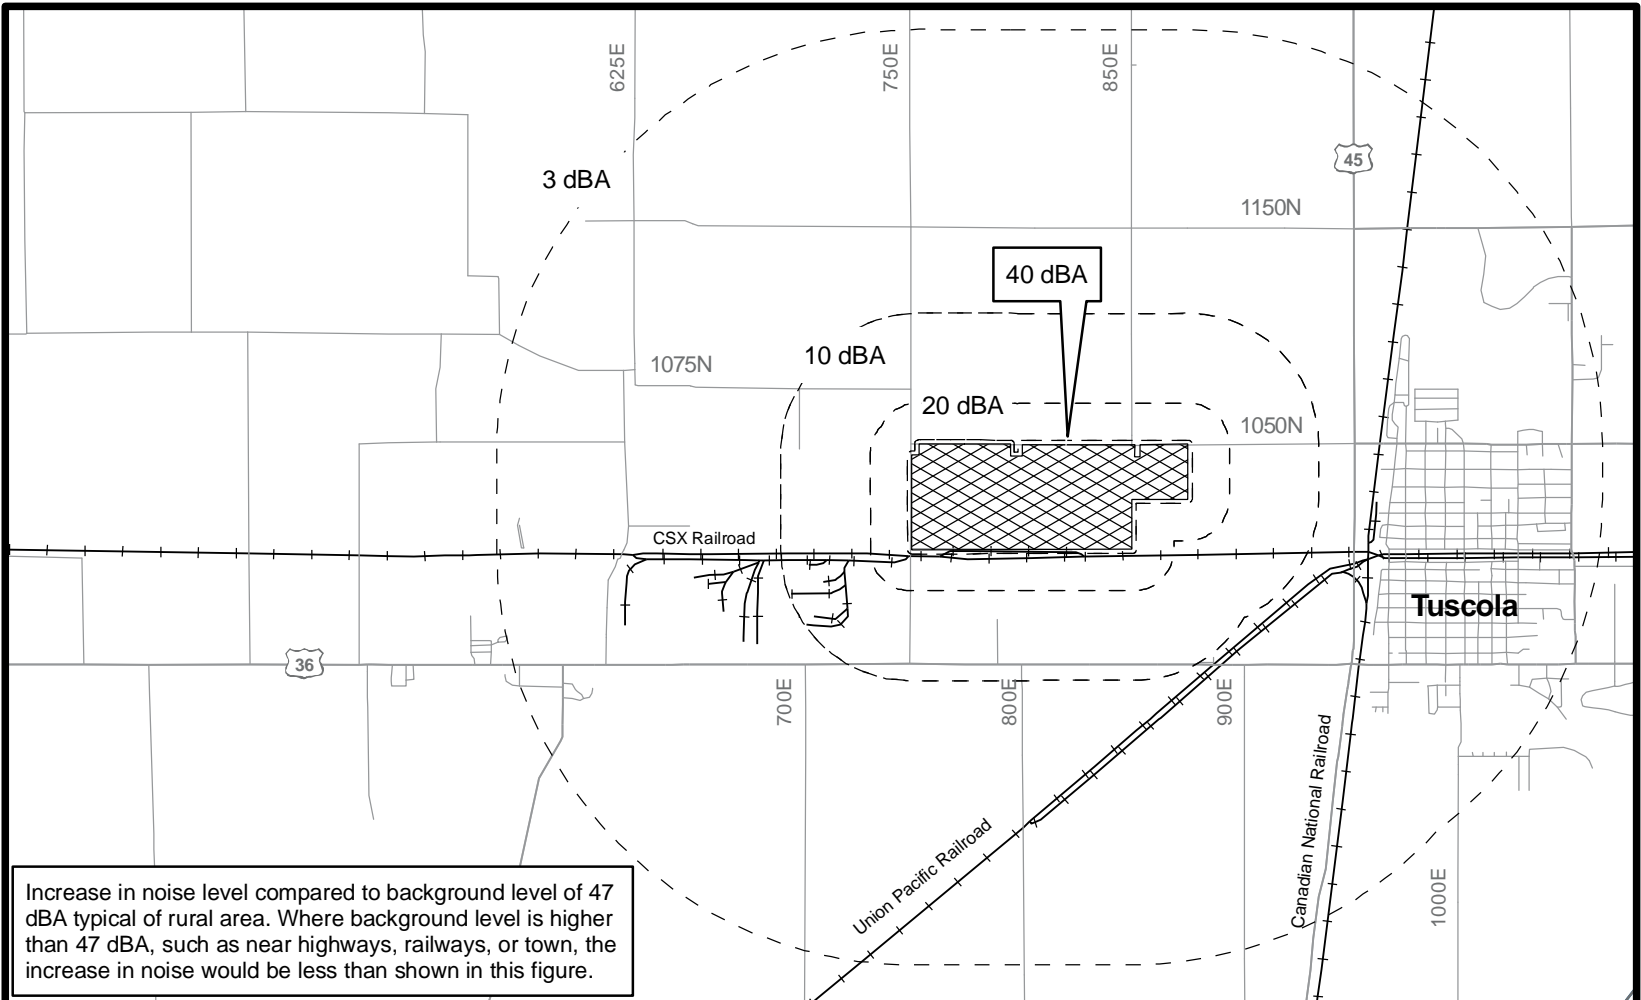 625E
750E
850E
45
3 dBA
1150N
40 dBA
10 dBA
1075N
20 dBA
1050N
CSX Railroad
Tuscola
36
700E
800E
900E
Canadian National Railroad
Union Pacific Railroad
1000E
Increase in noise level compared to background level of 47
dBA typical of rural area. Where background level is higher
than 47 dBA, such as near highways, railways, or town, the
increase in noise would be less than shown in this figure.